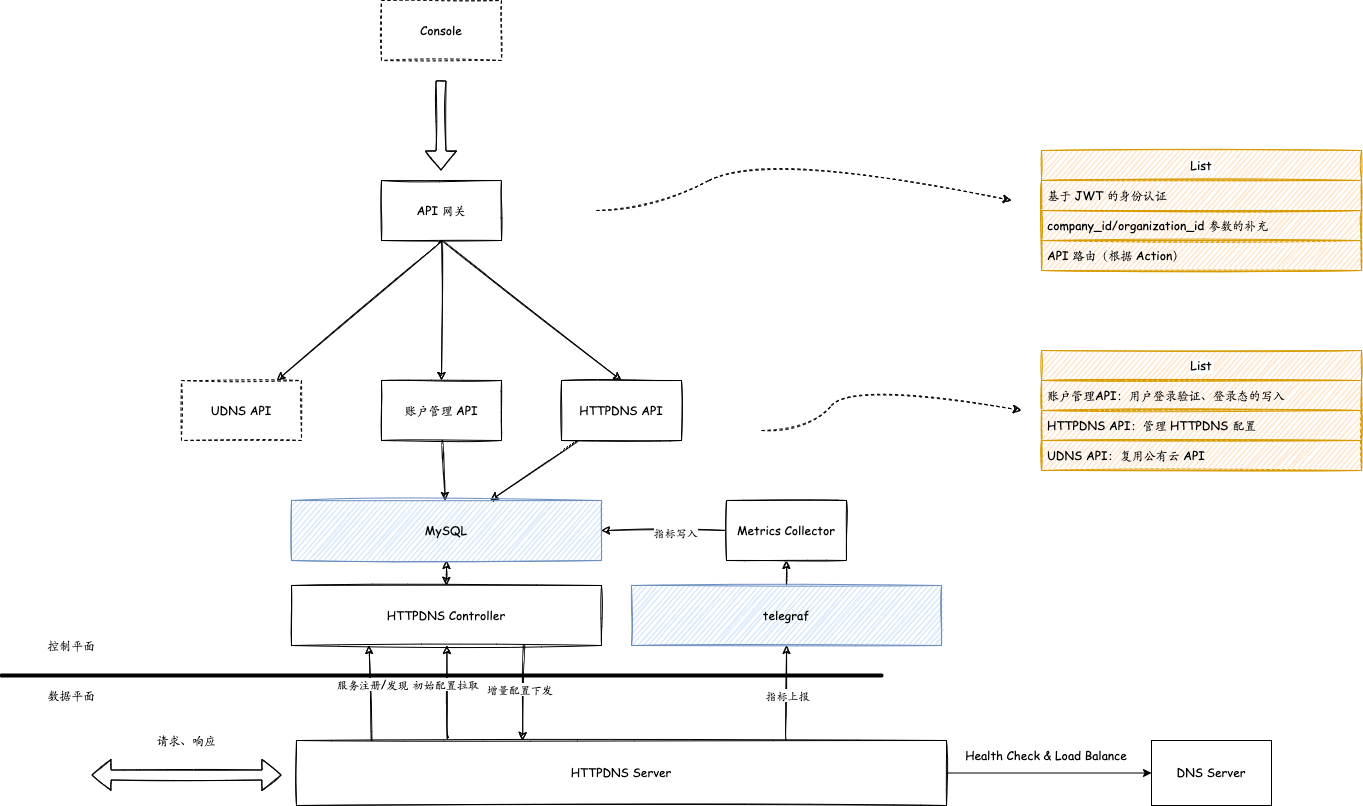 Console
API 网关
List
基于 JWT 的身份认证
company_id/organization_id 参数的补充
API 路由（根据 Action）
UDNS API
账户管理 API
HTTPDNS API
List
账户管理API：用户登录验证、登录态的写入
HTTPDNS API：管理 HTTPDNS 配置
UDNS API：复用公有云 API
MySQL
指标写入
Metrics Collector
HTTPDNS Controller
telegraf
控制平面
数据平面
服务注册/发现
初始配置拉取
增量配置下发
指标上报
请求、响应
HTTPDNS Server
Health Check & Load Balance
DNS Server